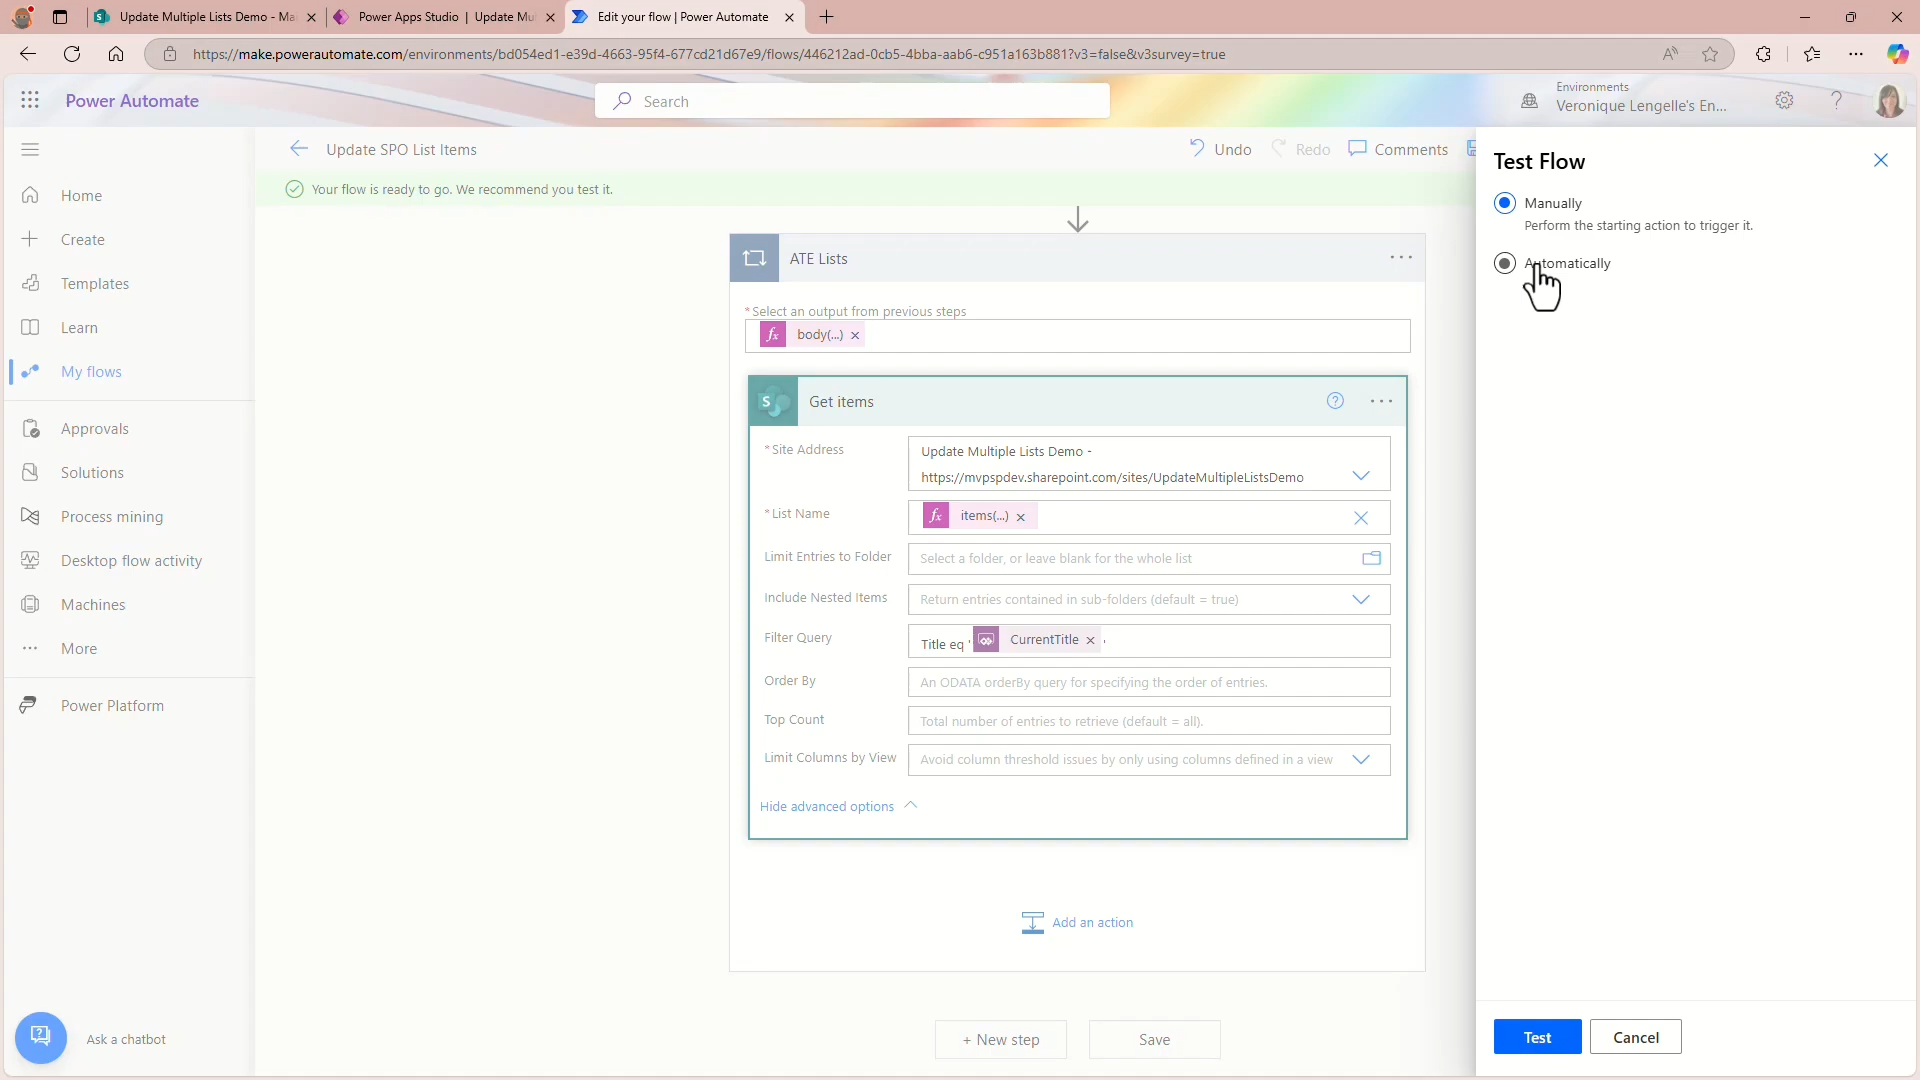 Update Multiple Lists Demo - Ma
Power Apps Studio | Update Mu
Edit your flow | Power Automate
https://make.powerautomate.com/environments/bd054ed1-e39d-4663-95f4-677cd21d67e9/flows/446212ad-0cb5-4bba-aab6-c951a163b881?v3=false&v3survey=true
Power Automate
Search
Environments
Veronique Lengelle's En...
Update SPO List Items
Undo
Redo
Comments
Your flow is ready to go. We recommend you test it.
Home
Create
Templates
Learn
My flows
Approvals
Solutions
Process mining
Desktop flow activity
Machines
More
Power Platform
Ask a chatbot
ATE Lists
* Select an output from previous steps
fx body(...) ×
S Get items
* Site Address
Update Multiple Lists Demo -
https://mvpspdev.sharepoint.com/sites/UpdateMultipleListsDemo
* List Name
fx items(...) ×
Limit Entries to Folder
Select a folder, or leave blank for the whole list
Include Nested Items
Return entries contained in sub-folders (default = true)
Filter Query
Title eq ' CurrentTitle × '
Order By
An ODATA orderBy query for specifying the order of entries.
Top Count
Total number of entries to retrieve (default = all).
Limit Columns by View
Avoid column threshold issues by only using columns defined in a view
Hide advanced options
Add an action
+ New step
Save
Test Flow
Manually
Perform the starting action to trigger it.
Automatically
Test
Cancel